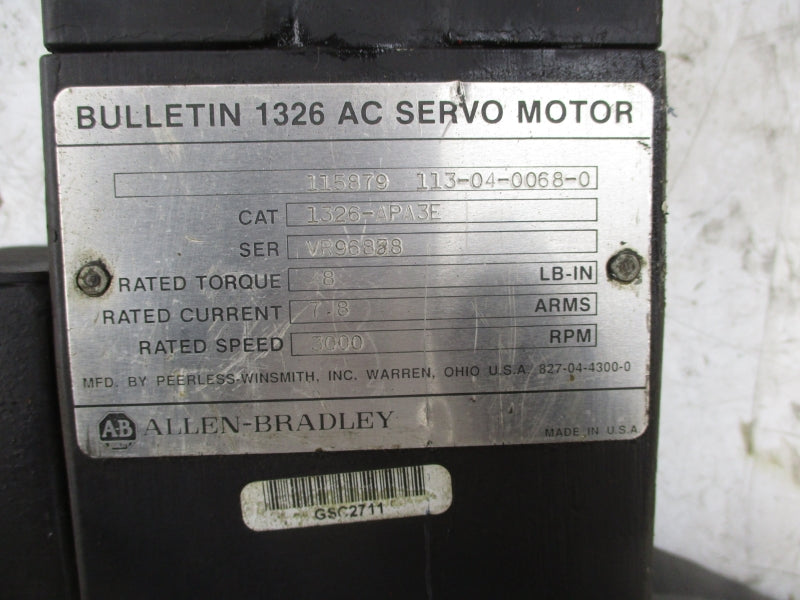 BULLETIN 1326 AC SERVO MOTOR
115879 113-04-0068-0
CAT 1326-APA3E
SER
RATED TORQUE LB-IN
RATED CURRENT 7.8 ARMS
RATED SPEED 3000 RPM
MFD. BY PEERLESS-WINSMITH, INC. WARREN, OHIO U.S.A. 827-04-4300-0
A-B ALLEN-BRADLEY
MADE IN U.S.A.
GSC2711